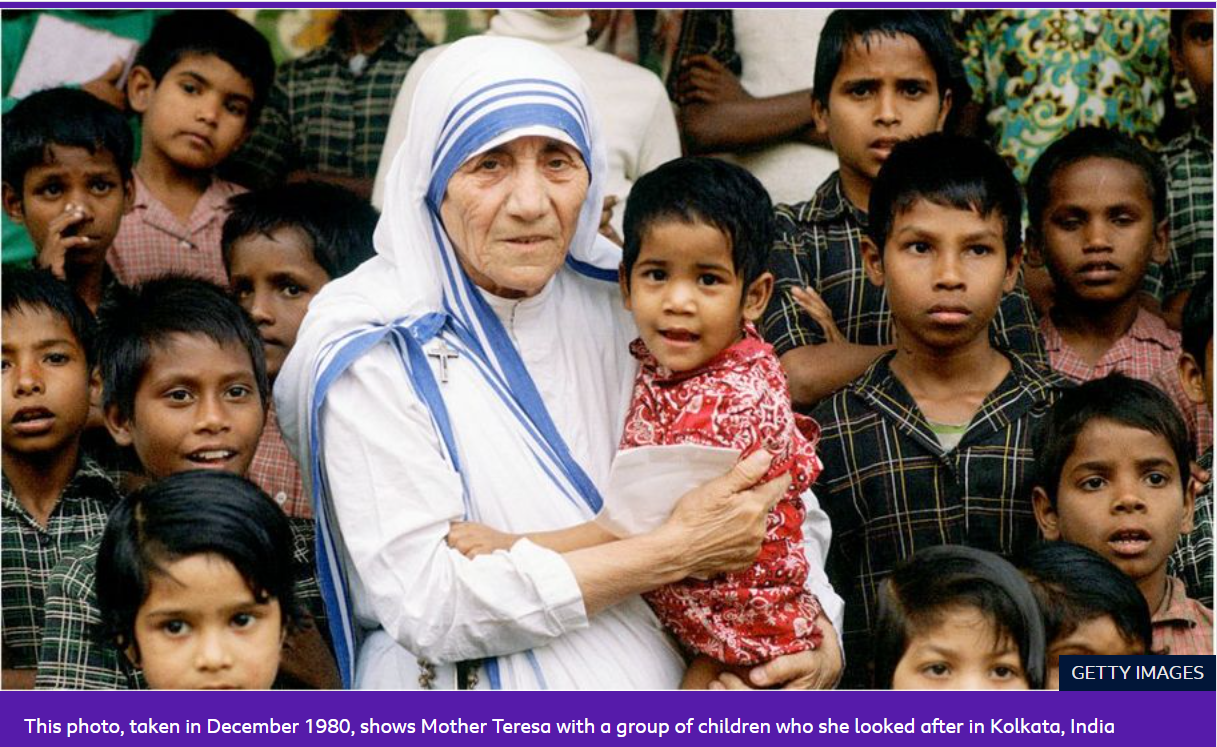 GETTY IMAGES
This photo, taken in December 1980, shows Mother Teresa with a group of children who she looked after in Kolkata, India